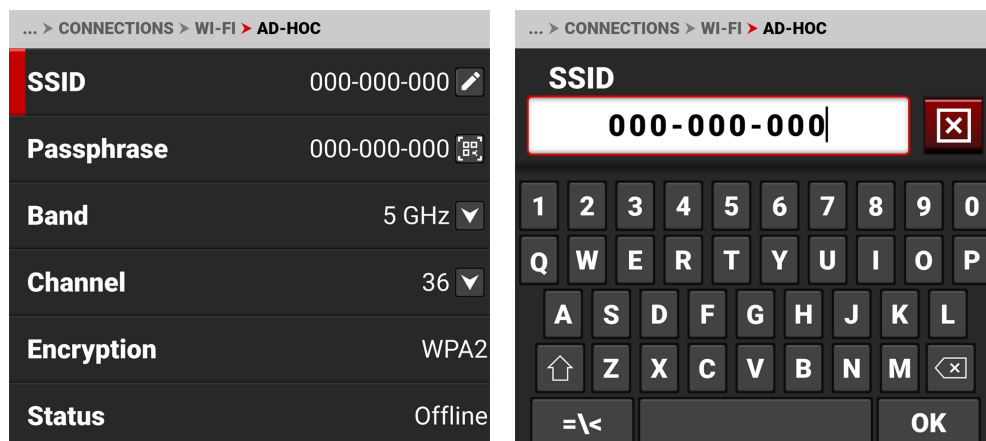 ... > CONNECTIONS > WI-FI > AD-HOC
SSID 000-000-000
Passphrase 000-000-000
Band 5 GHz
Channel 36
Encryption WPA2
Status Offline
... > CONNECTIONS > WI-FI > AD-HOC
SSID
000-000-000
1 2 3 4 5 6 7 8 9 0
Q W E R T Y U I O P
A S D F G H J K L
Z X C V B N M
=\< OK